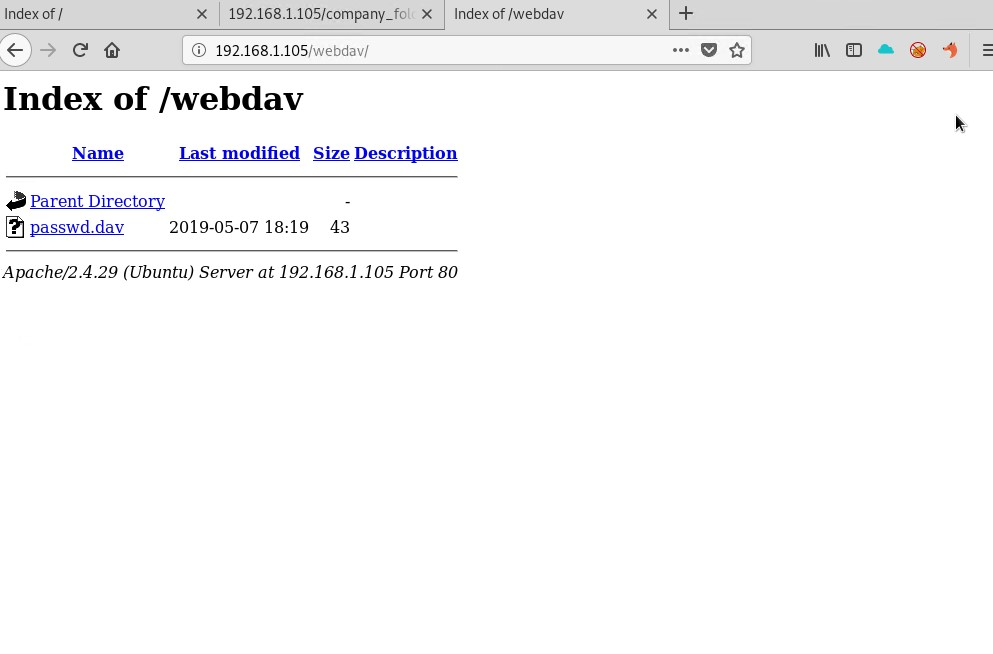 Index of / 192.168.1.105/company_fol Index of /webdav
192.168.1.105/webdav/
Index of /webdav
Name Last modified Size Description
Parent Directory -
passwd.dav 2019-05-07 18:19 43
Apache/2.4.29 (Ubuntu) Server at 192.168.1.105 Port 80